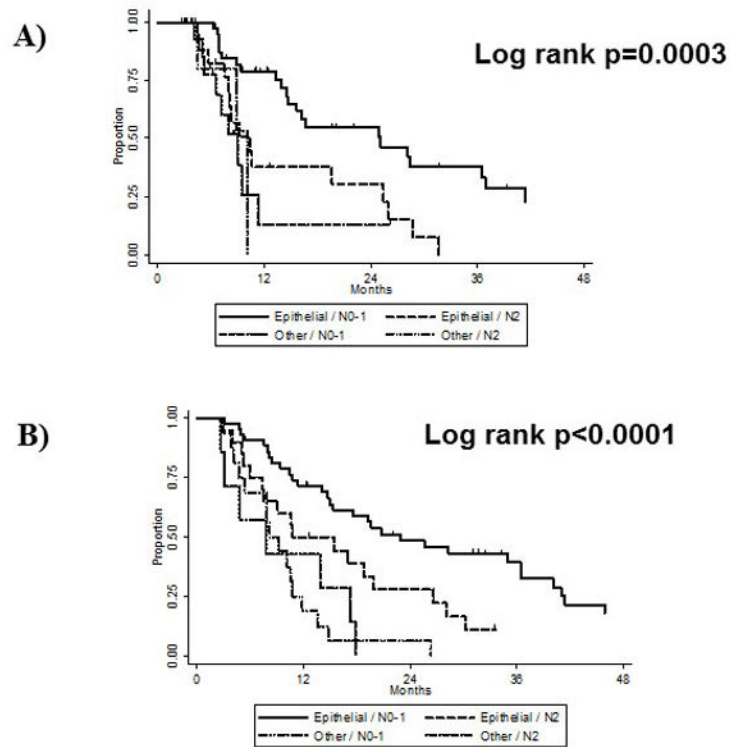 A)
Log rank p=0.0003
Proportion
1.00
0.75
0.50
0.25
0.00
0 12 24 36 48
Months
Epithelial / N0-1 Epithelial / N2
Other / N0-1 Other / N2
B)
Log rank p<0.0001
Proportion
1.00
0.75
0.50
0.25
0.00
0 12 24 36 48
Months
Epithelial / N0-1 Epithelial / N2
Other / N0-1 Other / N2